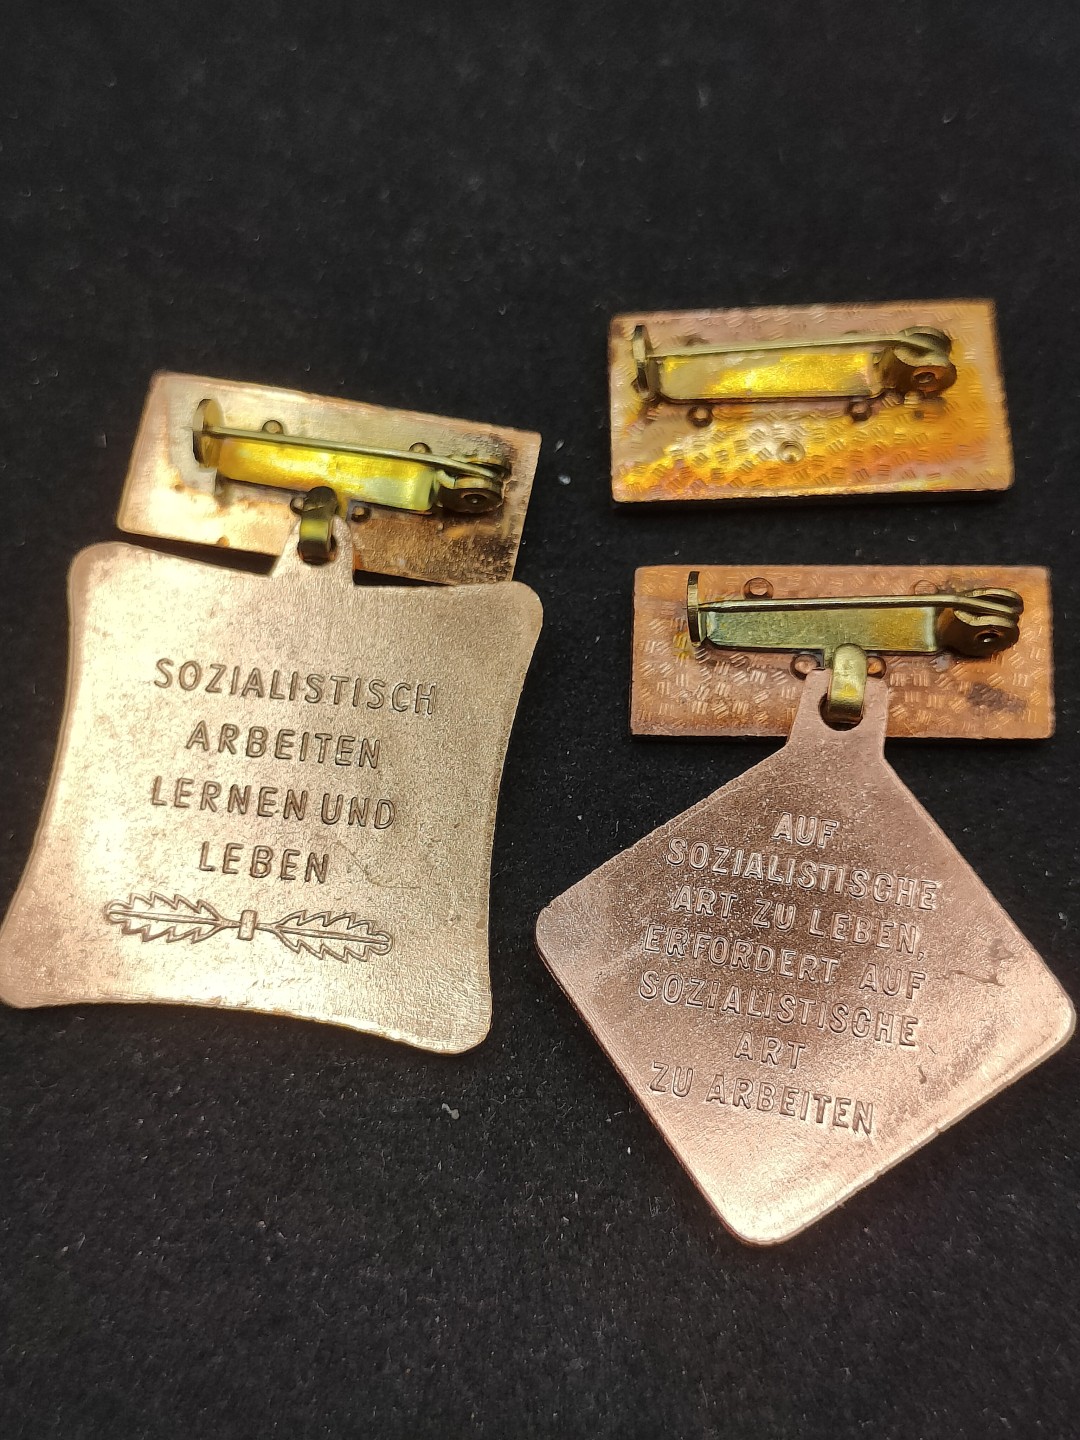 SOZIALISTISCH
ARBEITEN
LERNEN UND
LEBEN
AUF
SOZIALISTISCHE
ART ZU LEBEN,
ERFORDERT AUF
SOZIALISTISCHE
ART
ZU ARBEITEN